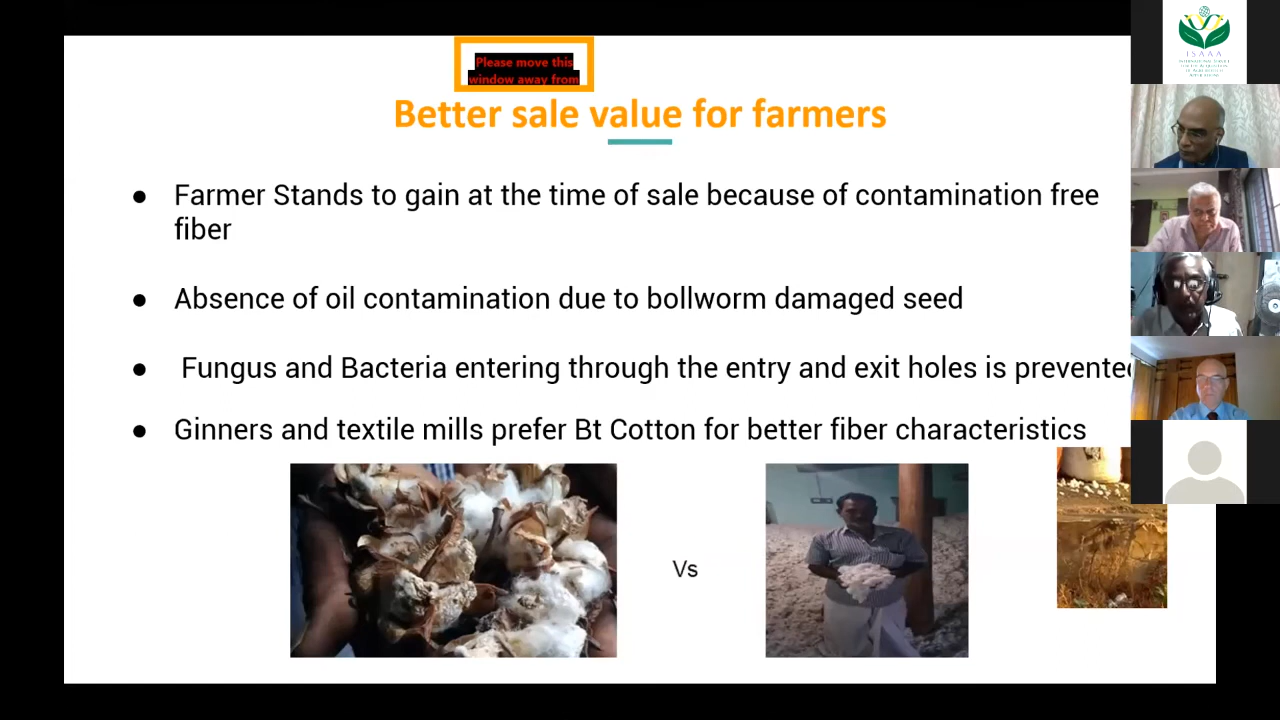 Please move this
window away from
Better sale value for farmers
● Farmer Stands to gain at the time of sale because of contamination free
fiber
● Absence of oil contamination due to bollworm damaged seed
● Fungus and Bacteria entering through the entry and exit holes is prevented
● Ginners and textile mills prefer Bt Cotton for better fiber characteristics
Vs
ISAAA